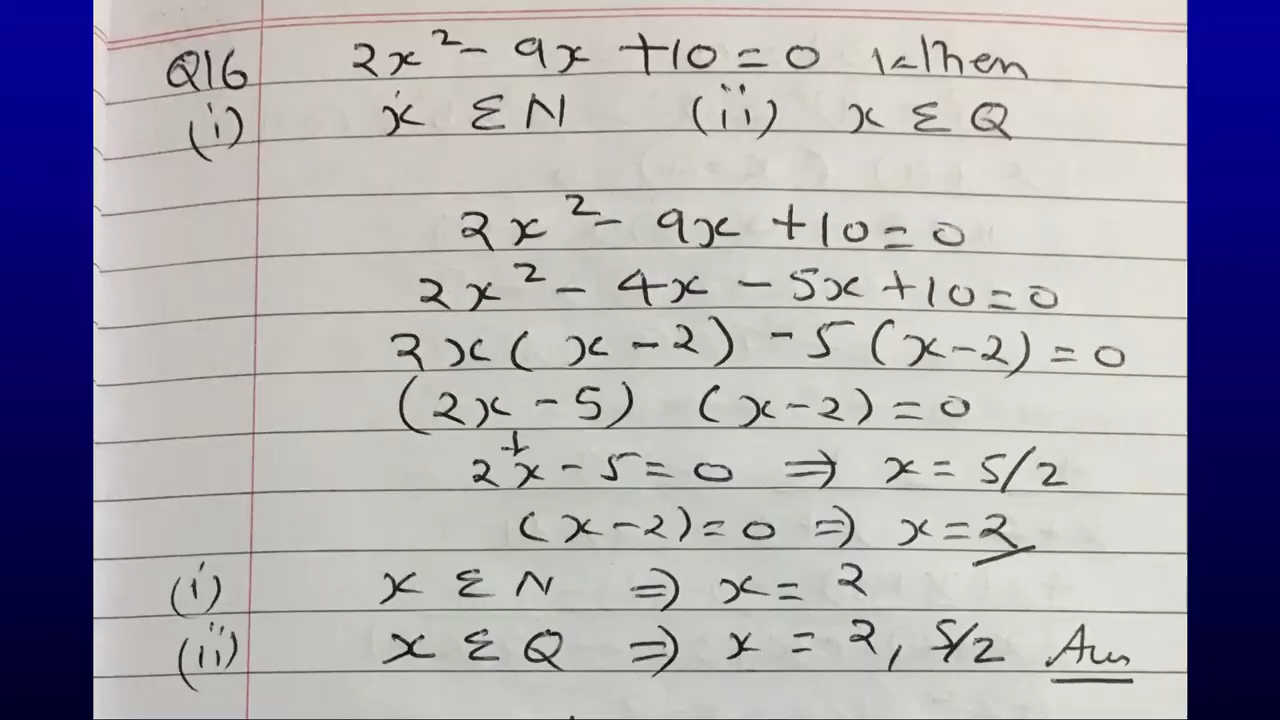 Q16 2x² - 9x + 10 = 0 When
(i) x ∈ N (ii) x ∈ Q
2x² - 9x + 10 = 0
2x² - 4x - 5x + 10 = 0
2x(x - 2) - 5(x - 2) = 0
(2x - 5) (x - 2) = 0
2x - 5 = 0 ⇒ x = 5/2
(x - 2) = 0 ⇒ x = 2
(i) x ∈ N ⇒ x = 2
(ii) x ∈ Q ⇒ x = 2, 5/2 Ans